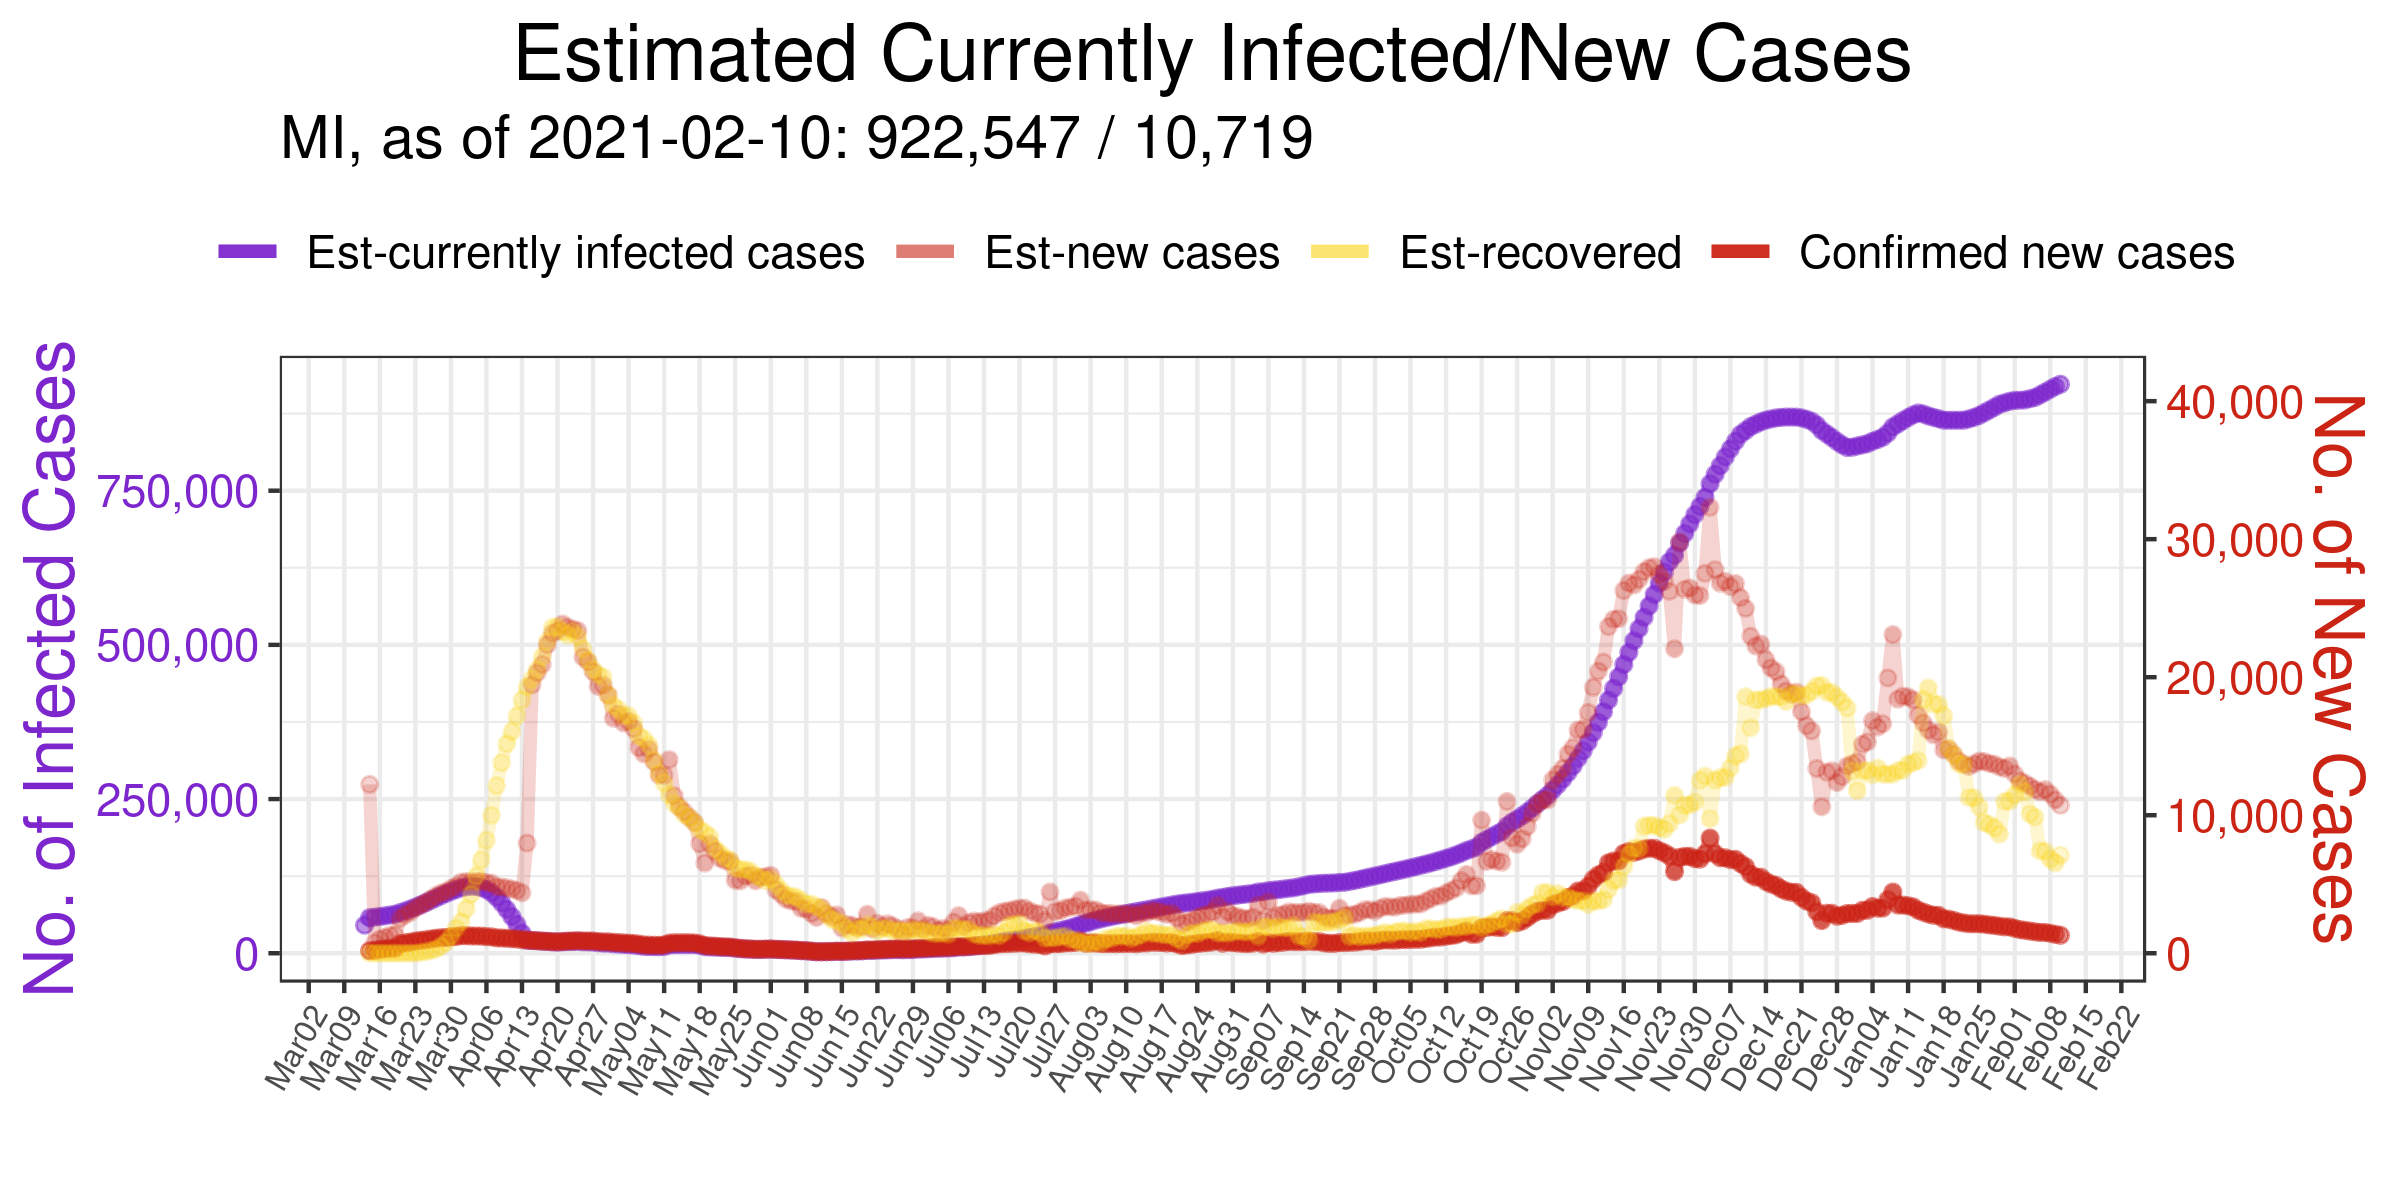 Estimated Currently Infected/New Cases
MI, as of 2021-02-10: 922,547 / 10,719
Est-currently infected cases
Est-new cases
Est-recovered
Confirmed new cases
No. of Infected Cases
750,000
500,000
250,000
0
40,000
30,000
20,000
10,000
0
No. of New Cases
Mar02
Mar09
Mar16
Mar23
Mar30
Apr06
Apr13
Apr20
Apr27
May04
May11
May18
May25
Jun01
Jun08
Jun15
Jun22
Jun29
Jul06
Jul13
Jul20
Jul27
Aug03
Aug10
Aug17
Aug24
Aug31
Sep07
Sep14
Sep21
Sep28
Oct05
Oct12
Oct19
Oct26
Nov02
Nov09
Nov16
Nov23
Nov30
Dec07
Dec14
Dec21
Dec28
Jan04
Jan11
Jan18
Jan25
Feb01
Feb08
Feb15
Feb22